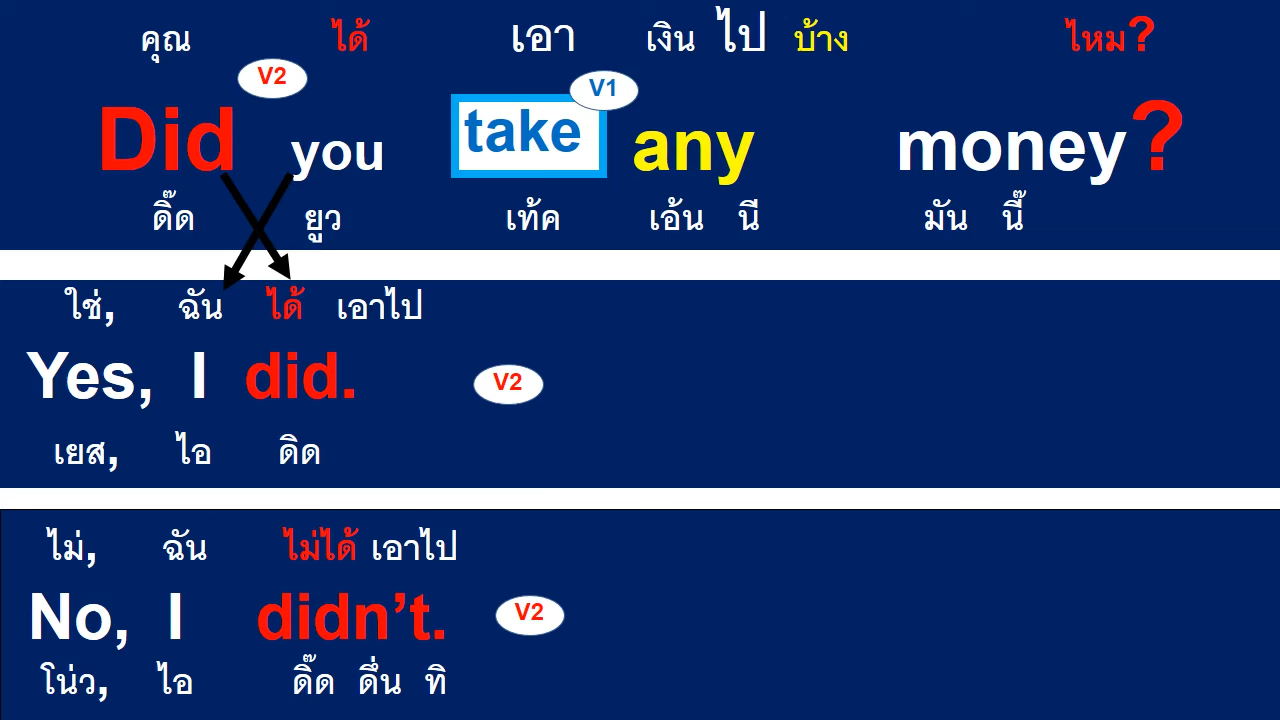 คุณ ได้ เอา เงิน ไป บ้าง ไหม?
V2 V1
Did you take any money?
ดิ๊ด ยูว เท้ค เอ้น นี มัน นี๊
ใช่, ฉัน ได้ เอาไป
Yes, I did. V2
เยส, ไอ ดิด
ไม่, ฉัน ไม่ได้ เอาไป
No, I didn’t. V2
โน่ว, ไอ ดิ๊ด ดึ่น ทิ